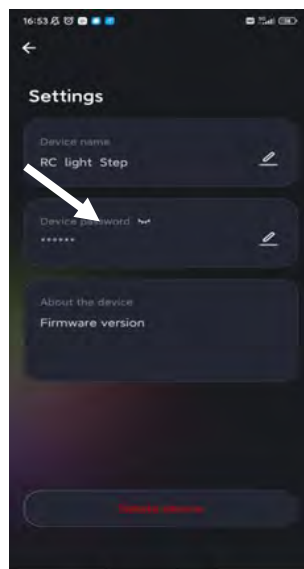 16:53
Settings
Device name
RC light Step
Device password
••••••
About the device
Firmware version